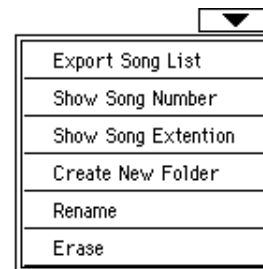 Export Song List
Show Song Number
Show Song Extention
Create New Folder
Rename
Erase